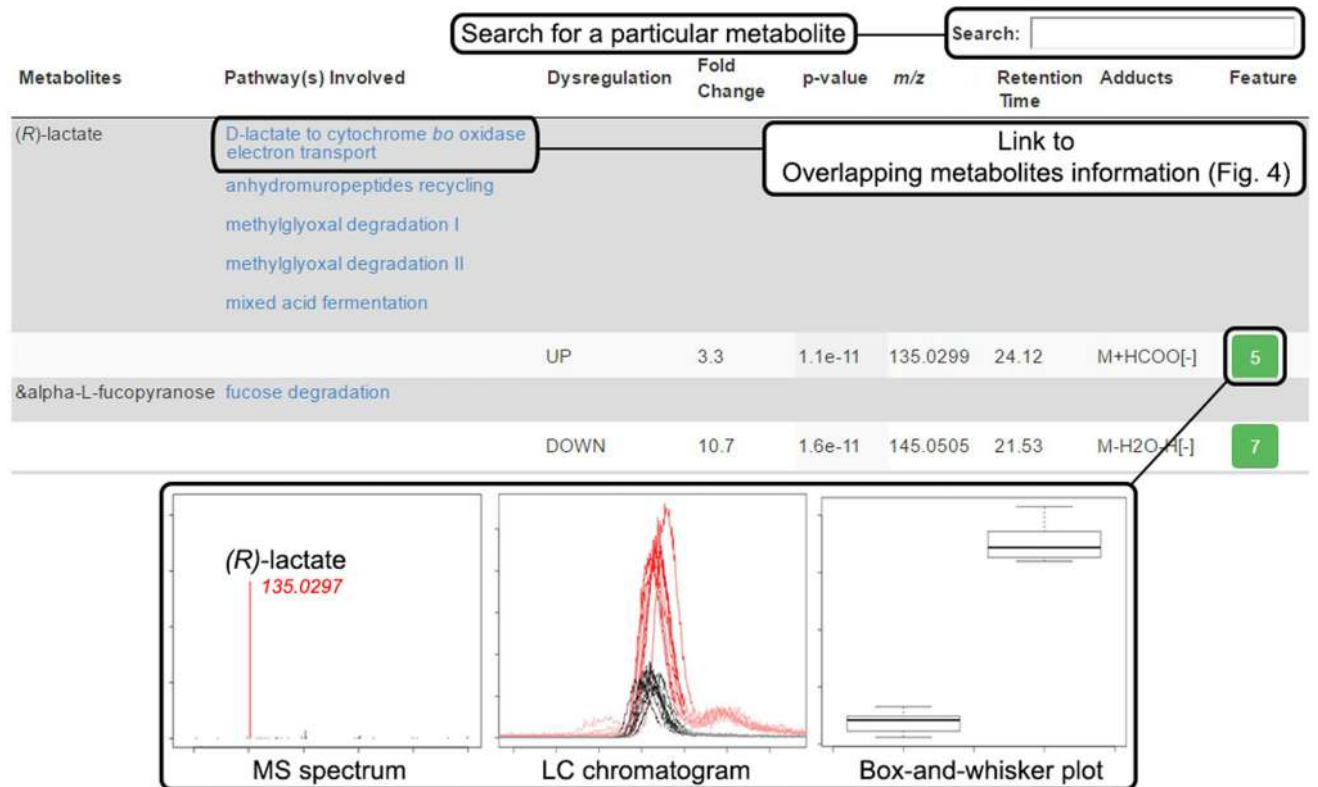 Search for a particular metabolite
Search:
Metabolites Pathway(s) Involved Dysregulation Fold Change p-value m/z Retention Time Adducts Feature
(R)-lactate D-lactate to cytochrome bo oxidase
electron transport
Link to
Overlapping metabolites information (Fig. 4)
anhydromuropeptides recycling
methylglyoxal degradation I
methylglyoxal degradation II
mixed acid fermentation
UP 3.3 1.1e-11 135.0299 24.12 M+HCOO[-] 5
&alpha-L-fucopyranose fucose degradation
DOWN 10.7 1.6e-11 145.0505 21.53 M-H2O-H[-] 7
(R)-lactate
135.0297
MS spectrum LC chromatogram Box-and-whisker plot